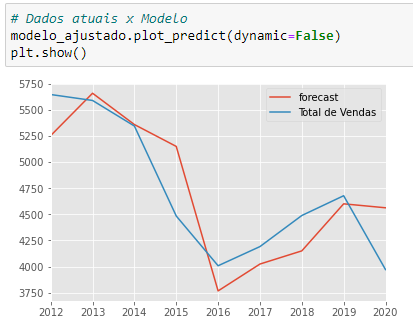 # Dados atuais x Modelo
modelo_ajustado.plot_predict(dynamic=False)
plt.show()
forecast
Total de Vendas
5750
5500
5250
5000
4750
4500
4250
4000
3750
2012 2013 2014 2015 2016 2017 2018 2019 2020